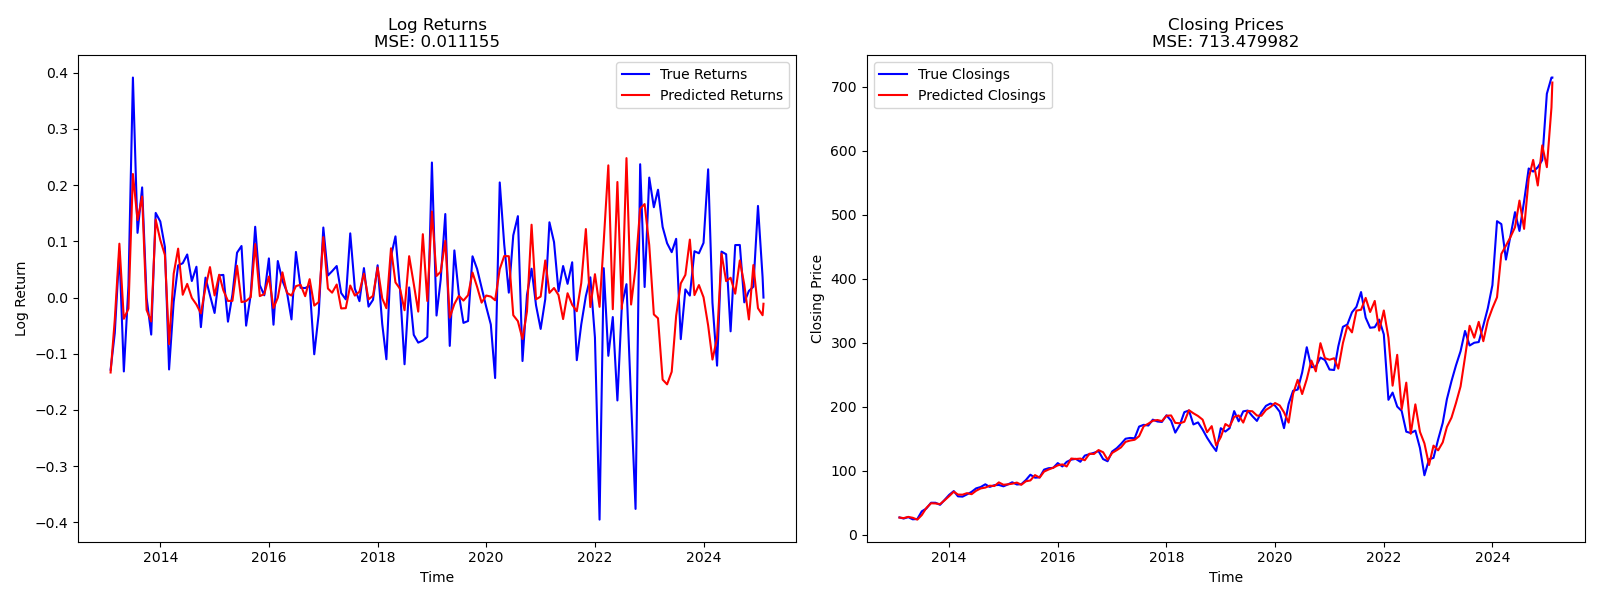 Log Returns
MSE: 0.011155
True Returns
Predicted Returns
Log Return
0.4
0.3
0.2
0.1
0.0
−0.1
−0.2
−0.3
−0.4
2014
2016
2018
2020
2022
2024
Time
Closing Prices
MSE: 713.479982
True Closings
Predicted Closings
Closing Price
700
600
500
400
300
200
100
0
2014
2016
2018
2020
2022
2024
Time